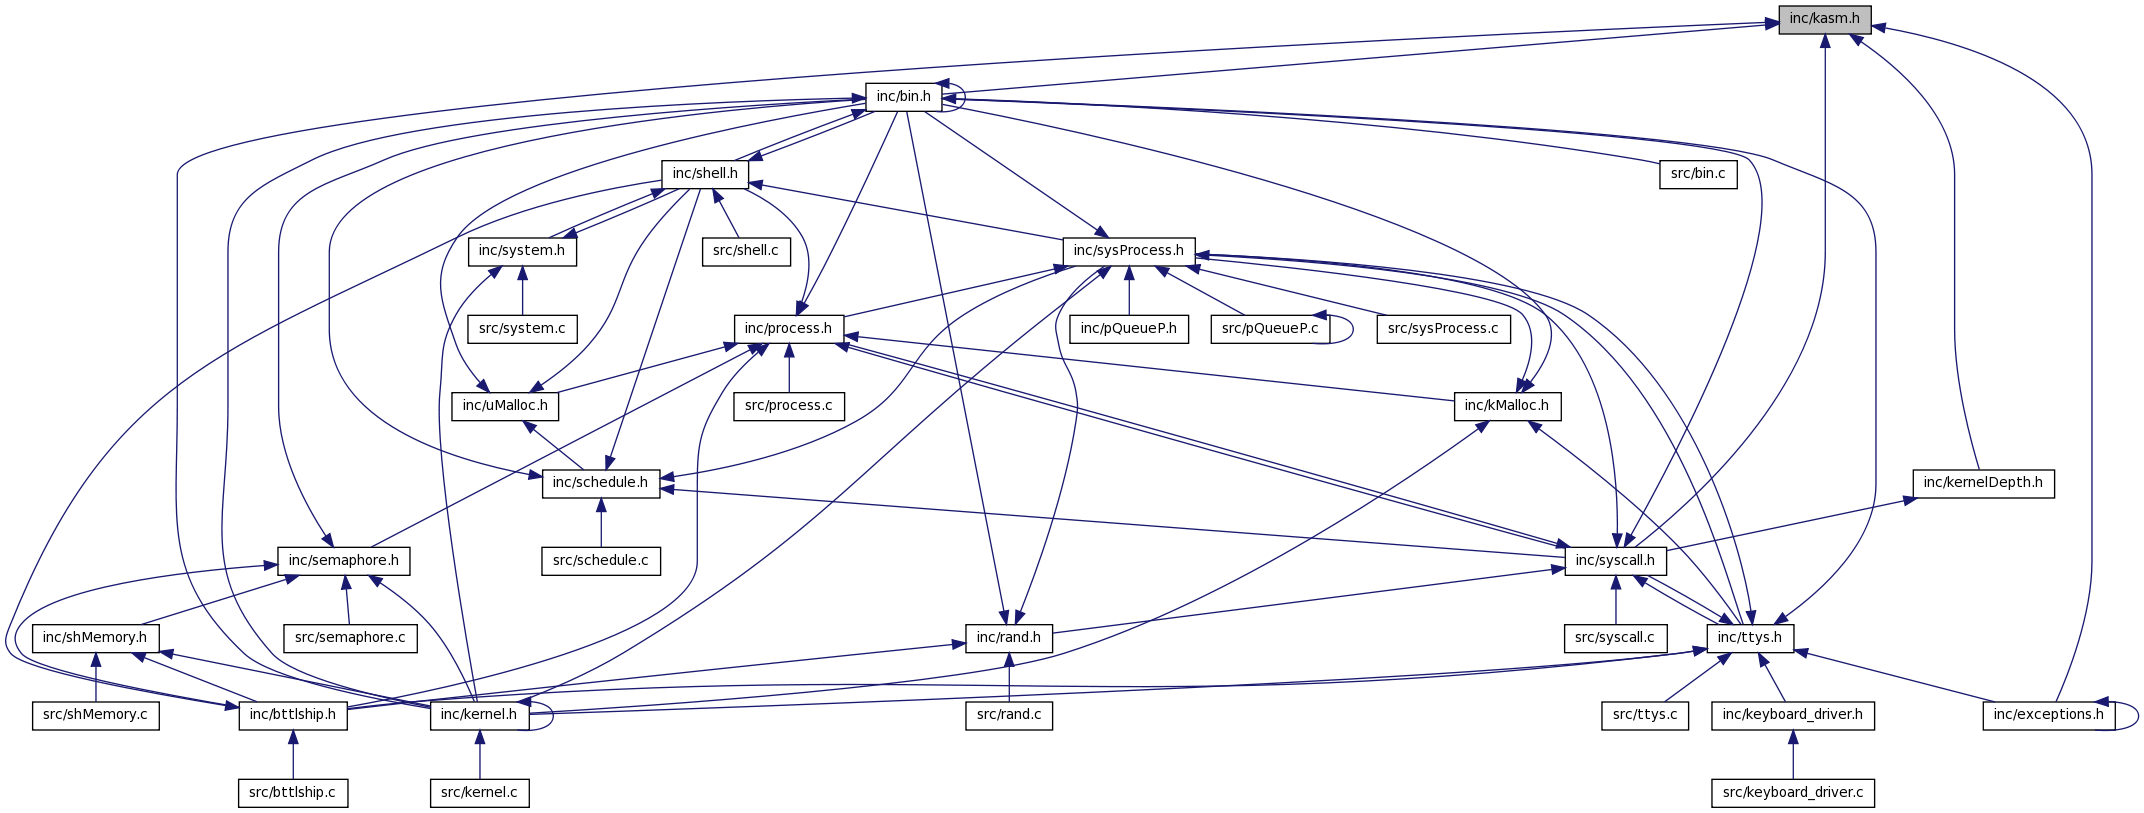 inc/kasm.h
inc/bin.h
inc/shell.h
src/bin.c
inc/system.h
src/shell.c
inc/sysProcess.h
src/system.c
inc/process.h
inc/pQueueP.h
src/pQueueP.c
src/sysProcess.c
inc/uMalloc.h
src/process.c
inc/kMalloc.h
inc/schedule.h
inc/kernelDepth.h
inc/semaphore.h
src/schedule.c
inc/syscall.h
inc/shMemory.h
src/semaphore.c
inc/rand.h
src/syscall.c
inc/ttys.h
src/shMemory.c
inc/bttlship.h
inc/kernel.h
src/rand.c
src/ttys.c
inc/keyboard_driver.h
inc/exceptions.h
src/bttlship.c
src/kernel.c
src/keyboard_driver.c